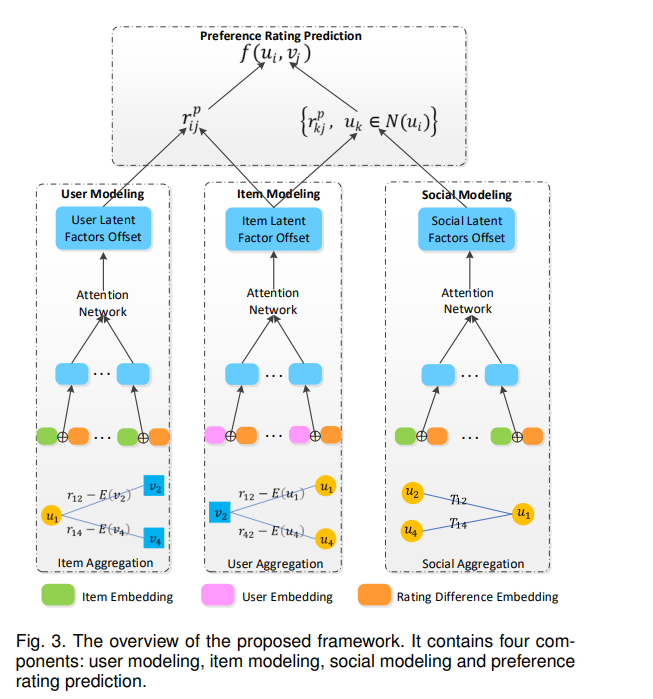 Preference Rating Prediction
f(u_i, v_j)
r_{ij}^p
{r_{kj}^p, u_k ∈ N(u_i)}
User Modeling
User Latent
Factors Offset
Attention
Network
...
...
r_{12} − E(v_2)
v_2
u_1
r_{14} − E(v_4)
v_4
Item Aggregation
Item Modeling
Item Latent
Factor Offset
Attention
Network
...
...
r_{12} − E(u_1)
u_1
v_2
r_{42} − E(u_4)
u_4
User Aggregation
Social Modeling
Social Latent
Factors Offset
Attention
Network
...
...
u_2
T_{12}
u_1
T_{14}
u_4
Social Aggregation
Item Embedding
User Embedding
Rating Difference Embedding
Fig. 3. The overview of the proposed framework. It contains four com-
ponents: user modeling, item modeling, social modeling and preference
rating prediction.